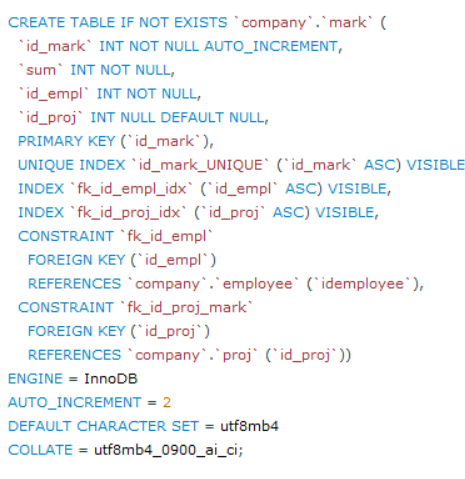 CREATE TABLE IF NOT EXISTS `company`.`mark` (
`id_mark` INT NOT NULL AUTO_INCREMENT,
`sum` INT NOT NULL,
`id_empl` INT NOT NULL,
`id_proj` INT NULL DEFAULT NULL,
PRIMARY KEY (`id_mark`),
UNIQUE INDEX `id_mark_UNIQUE` (`id_mark` ASC) VISIBLE
INDEX `fk_id_empl_idx` (`id_empl` ASC) VISIBLE,
INDEX `fk_id_proj_idx` (`id_proj` ASC) VISIBLE,
CONSTRAINT `fk_id_empl`
FOREIGN KEY (`id_empl`)
REFERENCES `company`.`employee` (`idemployee`),
CONSTRAINT `fk_id_proj_mark`
FOREIGN KEY (`id_proj`)
REFERENCES `company`.`proj` (`id_proj`))
ENGINE = InnoDB
AUTO_INCREMENT = 2
DEFAULT CHARACTER SET = utf8mb4
COLLATE = utf8mb4_0900_ai_ci;